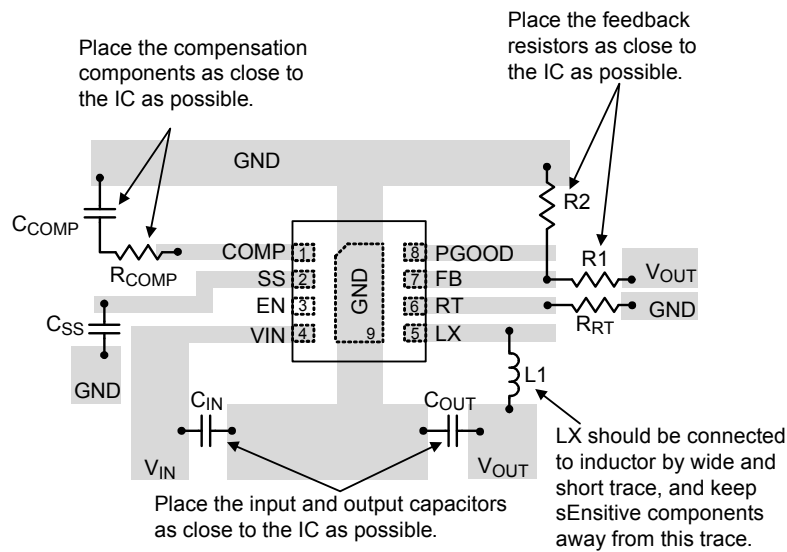 Place the feedback
resistors as close to
the IC as possible.
Place the compensation
components as close to
the IC as possible.
GND
R2
CCOMP
RCOMP
COMP 1
SS 2
EN 3
VIN 4
GND
9
8 PGOOD
7 FB
6 RT
5 LX
R1
VOUT
RRT
GND
CSS
GND
L1
CIN
COUT
VIN
VOUT
LX should be connected
to inductor by wide and
short trace, and keep
sEnsitive components
away from this trace.
Place the input and output capacitors
as close to the IC as possible.